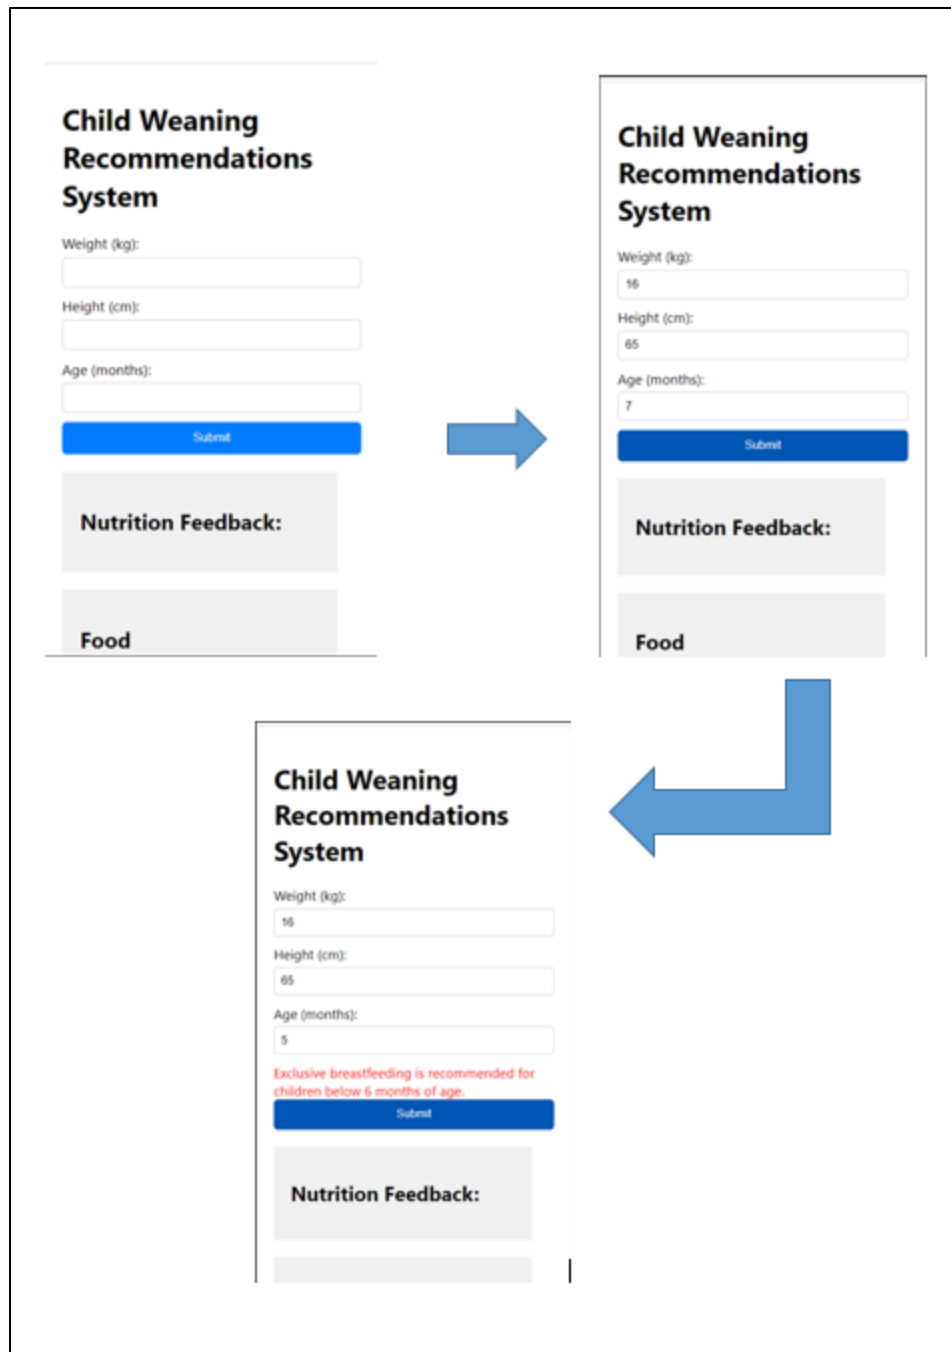 Child Weaning
Recommendations
System
Weight (kg):
Height (cm):
Age (months):
Submit
Nutrition Feedback:
Food
Child Weaning
Recommendations
System
Weight (kg):
16
Height (cm):
65
Age (months):
7
Submit
Nutrition Feedback:
Food
Child Weaning
Recommendations
System
Weight (kg):
16
Height (cm):
65
Age (months):
5
Exclusive breastfeeding is recommended for
children below 6 months of age.
Submit
Nutrition Feedback: